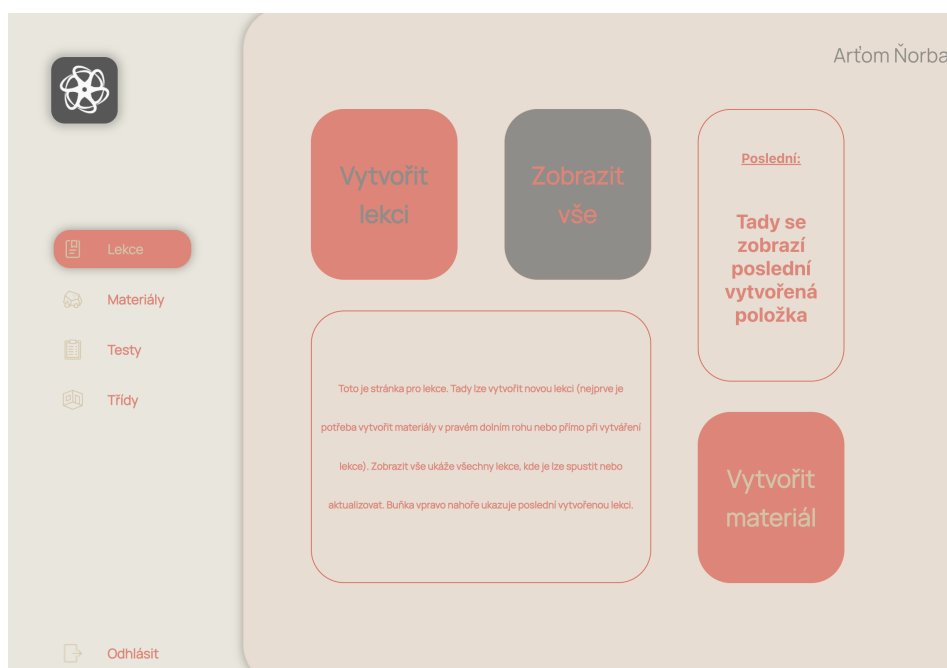 Arťom Ňorba
Lekce
Materiály
Testy
Třídy
Odhlásit
Vytvořit
lekci
Zobrazit
vše
Poslední:
Tady se
zobrazí
poslední
vytvořená
položka
Toto je stránka pro lekce. Tady lze vytvořit novou lekci (nejprve je
potřeba vytvořit materiály v pravém dolním rohu nebo přímo při vytváření
lekce). Zobrazit vše ukáže všechny lekce, kde je lze spustit nebo
aktualizovat. Buňka vpravo nahoře ukazuje poslední vytvořenou lekci.
Vytvořit
materiál